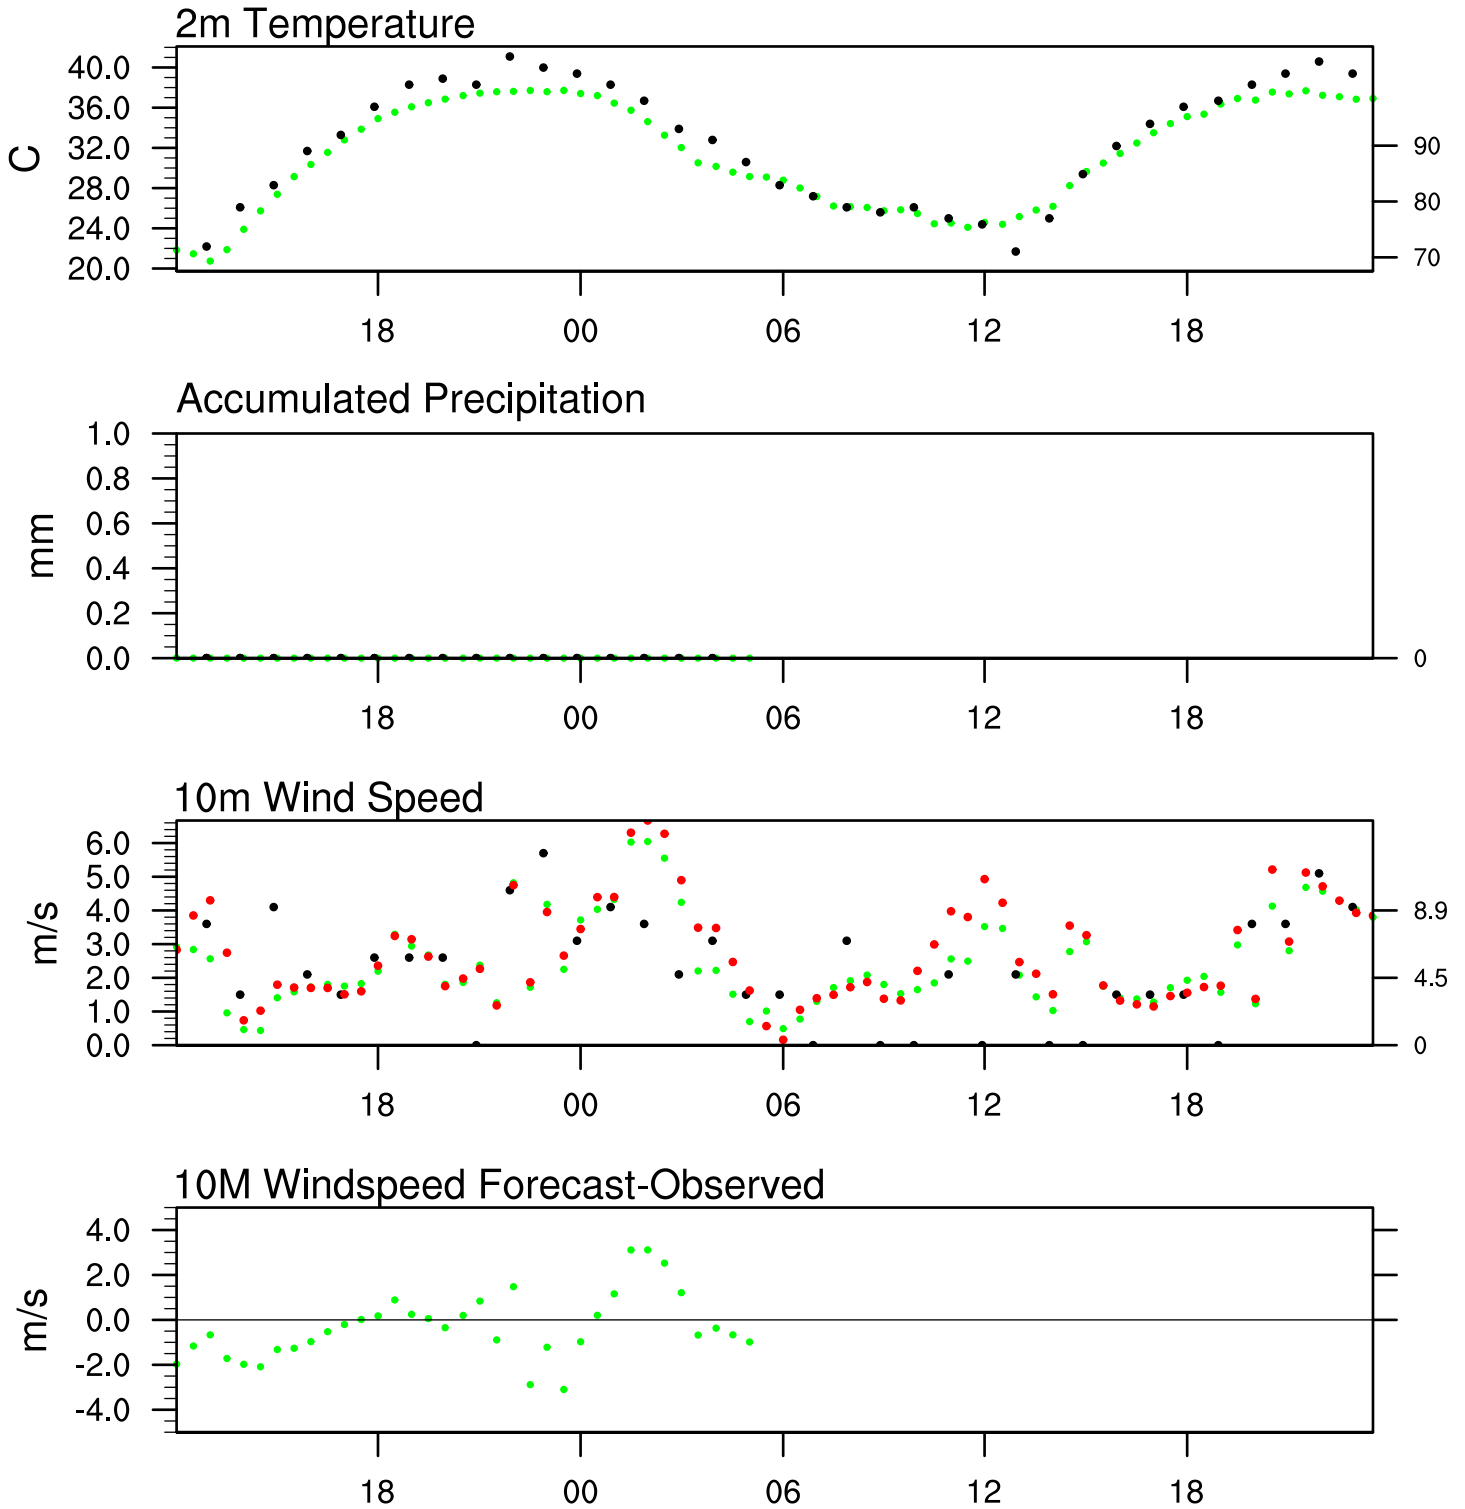 2m Temperature
40.0
36.0
32.0
28.0
24.0
20.0
C
90
80
70
18 00 06 12 18
Accumulated Precipitation
1.0
0.8
0.6
0.4
0.2
0.0
mm
0
18 00 06 12 18
10m Wind Speed
6.0
5.0
4.0
3.0
2.0
1.0
0.0
m/s
8.9
4.5
0
18 00 06 12 18
10M Windspeed Forecast-Observed
4.0
2.0
0.0
-2.0
-4.0
m/s
18 00 06 12 18